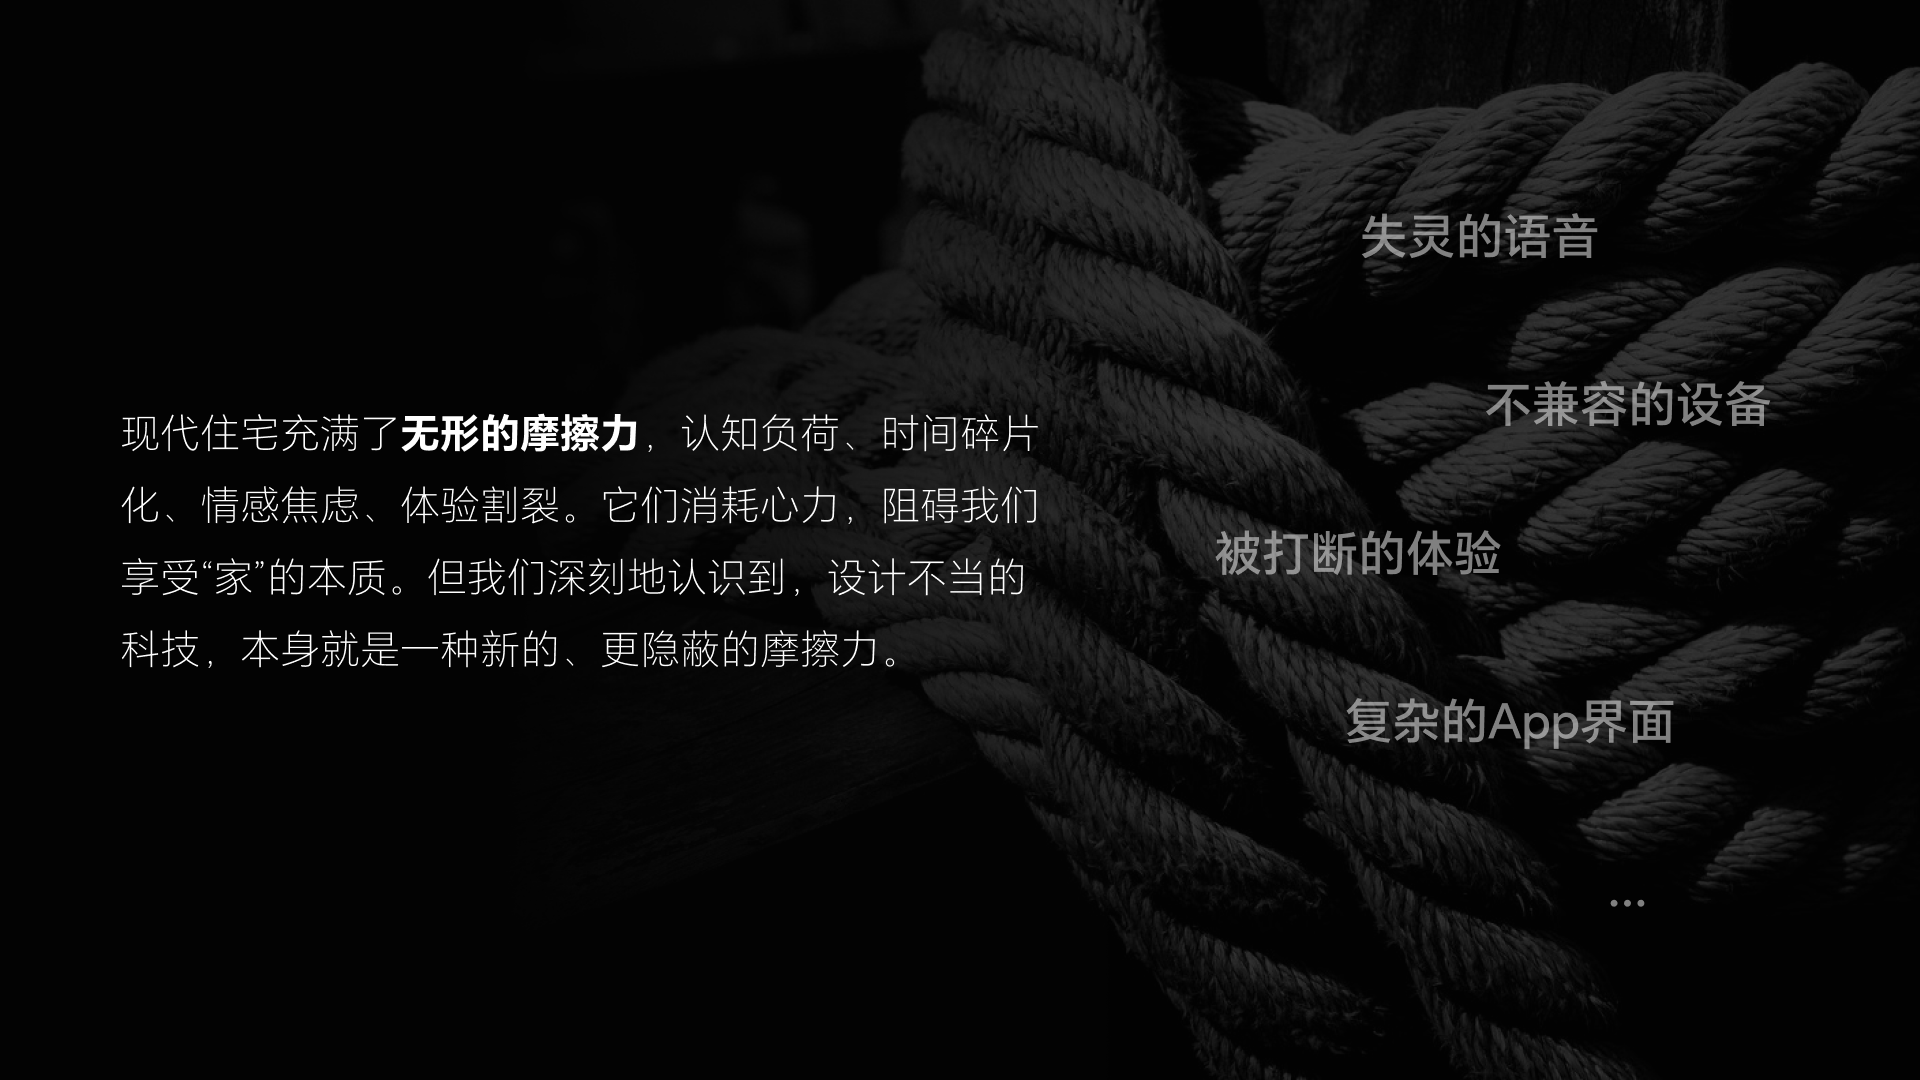 现代住宅充满了无形的摩擦力，认知负荷、时间碎片
化、情感焦虑、体验割裂。它们消耗心力，阻碍我们
享受“家”的本质。但我们深刻地认识到，设计不当的
科技，本身就是一种新的、更隐蔽的摩擦力。
失灵的语音
不兼容的设备
被打断的体验
复杂的App界面
...